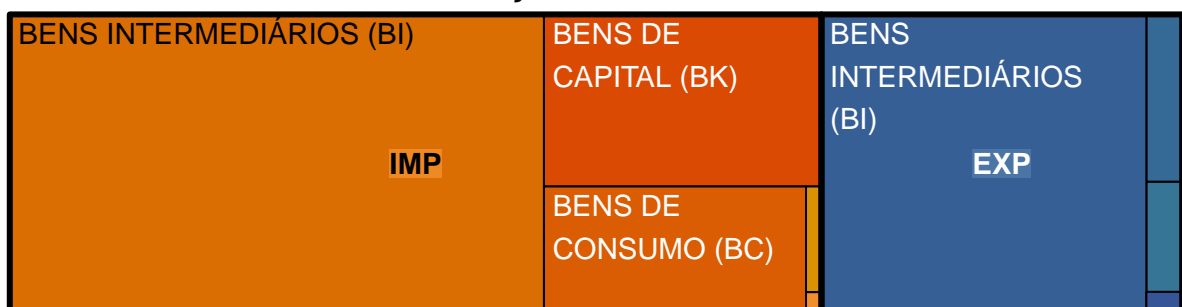 BENS INTERMEDIÁRIOS (BI)
IMP
BENS DE
CAPITAL (BK)
BENS DE
CONSUMO (BC)
BENS
INTERMEDIÁRIOS
(BI)
EXP